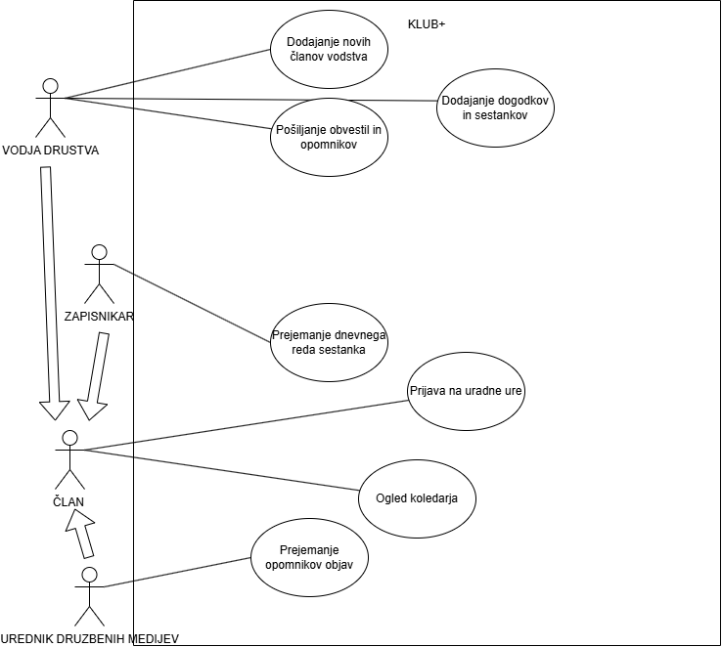 KLUB+
Dodajanje novih
članov vodstva
Dodajanje dogodkov
in sestankov
Pošiljanje obvestil in
opomnikov
VODJA DRUSTVA
ZAPISNIKAR
Prejemanje dnevnega
reda sestanka
Prijava na uradne ure
ČLAN
Ogled koledarja
Prejemanje
opomnikov objav
UREDNIK DRUZBENIH MEDIJEV